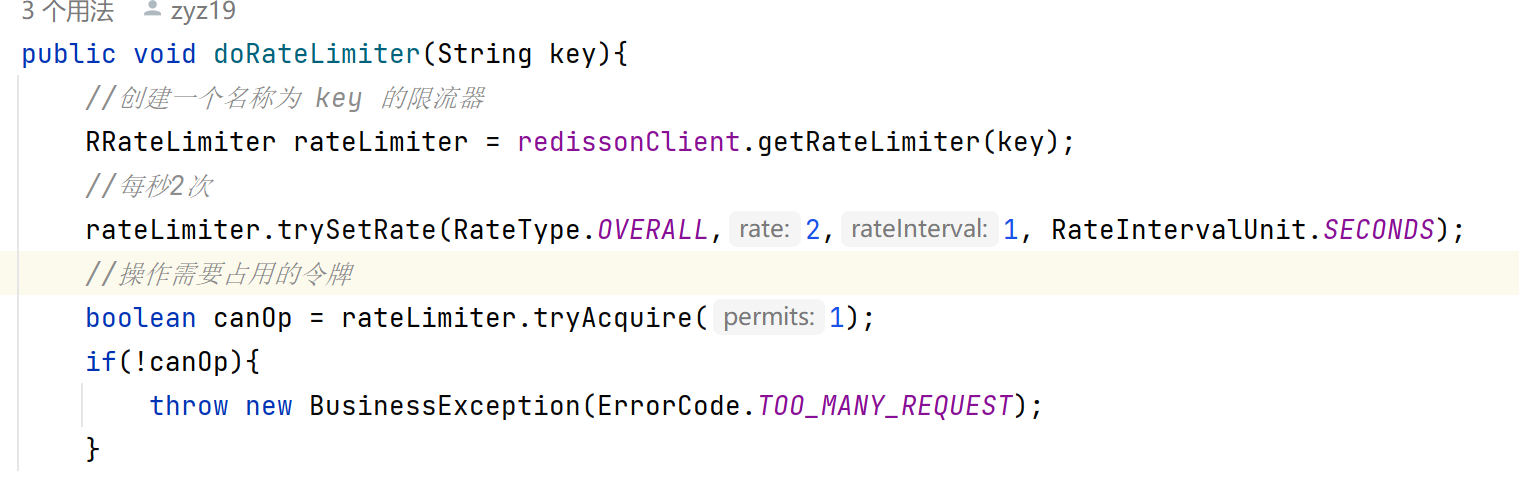 3 个用法 zyz19
public void doRateLimiter(String key){
//创建一个名称为 key 的限流器
RRateLimiter rateLimiter = redissonClient.getRateLimiter(key);
//每秒2次
rateLimiter.trySetRate(RateType.OVERALL, rate: 2, rateInterval: 1, RateIntervalUnit.SECONDS);
//操作需要占用的令牌
boolean canOp = rateLimiter.tryAcquire( permits: 1);
if(!canOp){
throw new BusinessException(ErrorCode.TOO_MANY_REQUEST);
}